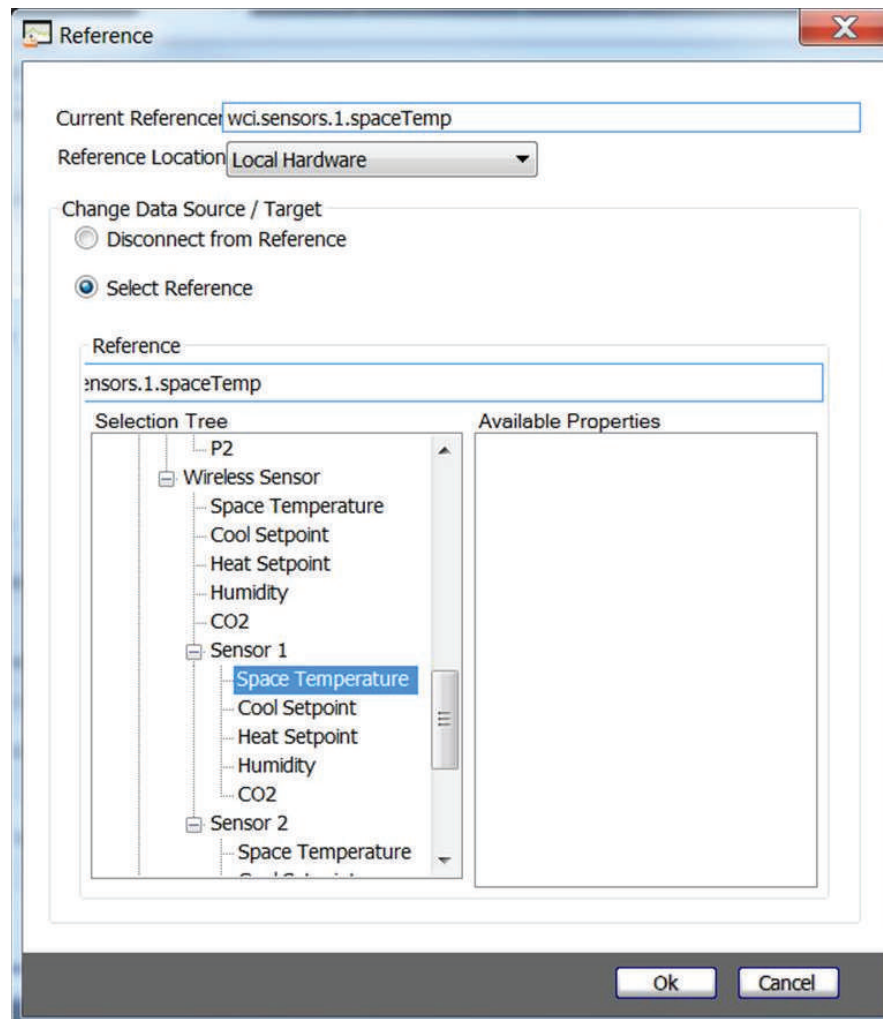 Reference
Current Referencer wci.sensors.1.spaceTemp
Reference Location Local Hardware
Change Data Source / Target
Disconnect from Reference
Select Reference
Reference
ensors.1.spaceTemp
Selection Tree Available Properties
P2
Wireless Sensor
Space Temperature
Cool Setpoint
Heat Setpoint
Humidity
CO2
Sensor 1
Space Temperature
Cool Setpoint
Heat Setpoint
Humidity
CO2
Sensor 2
Space Temperature
Ok Cancel